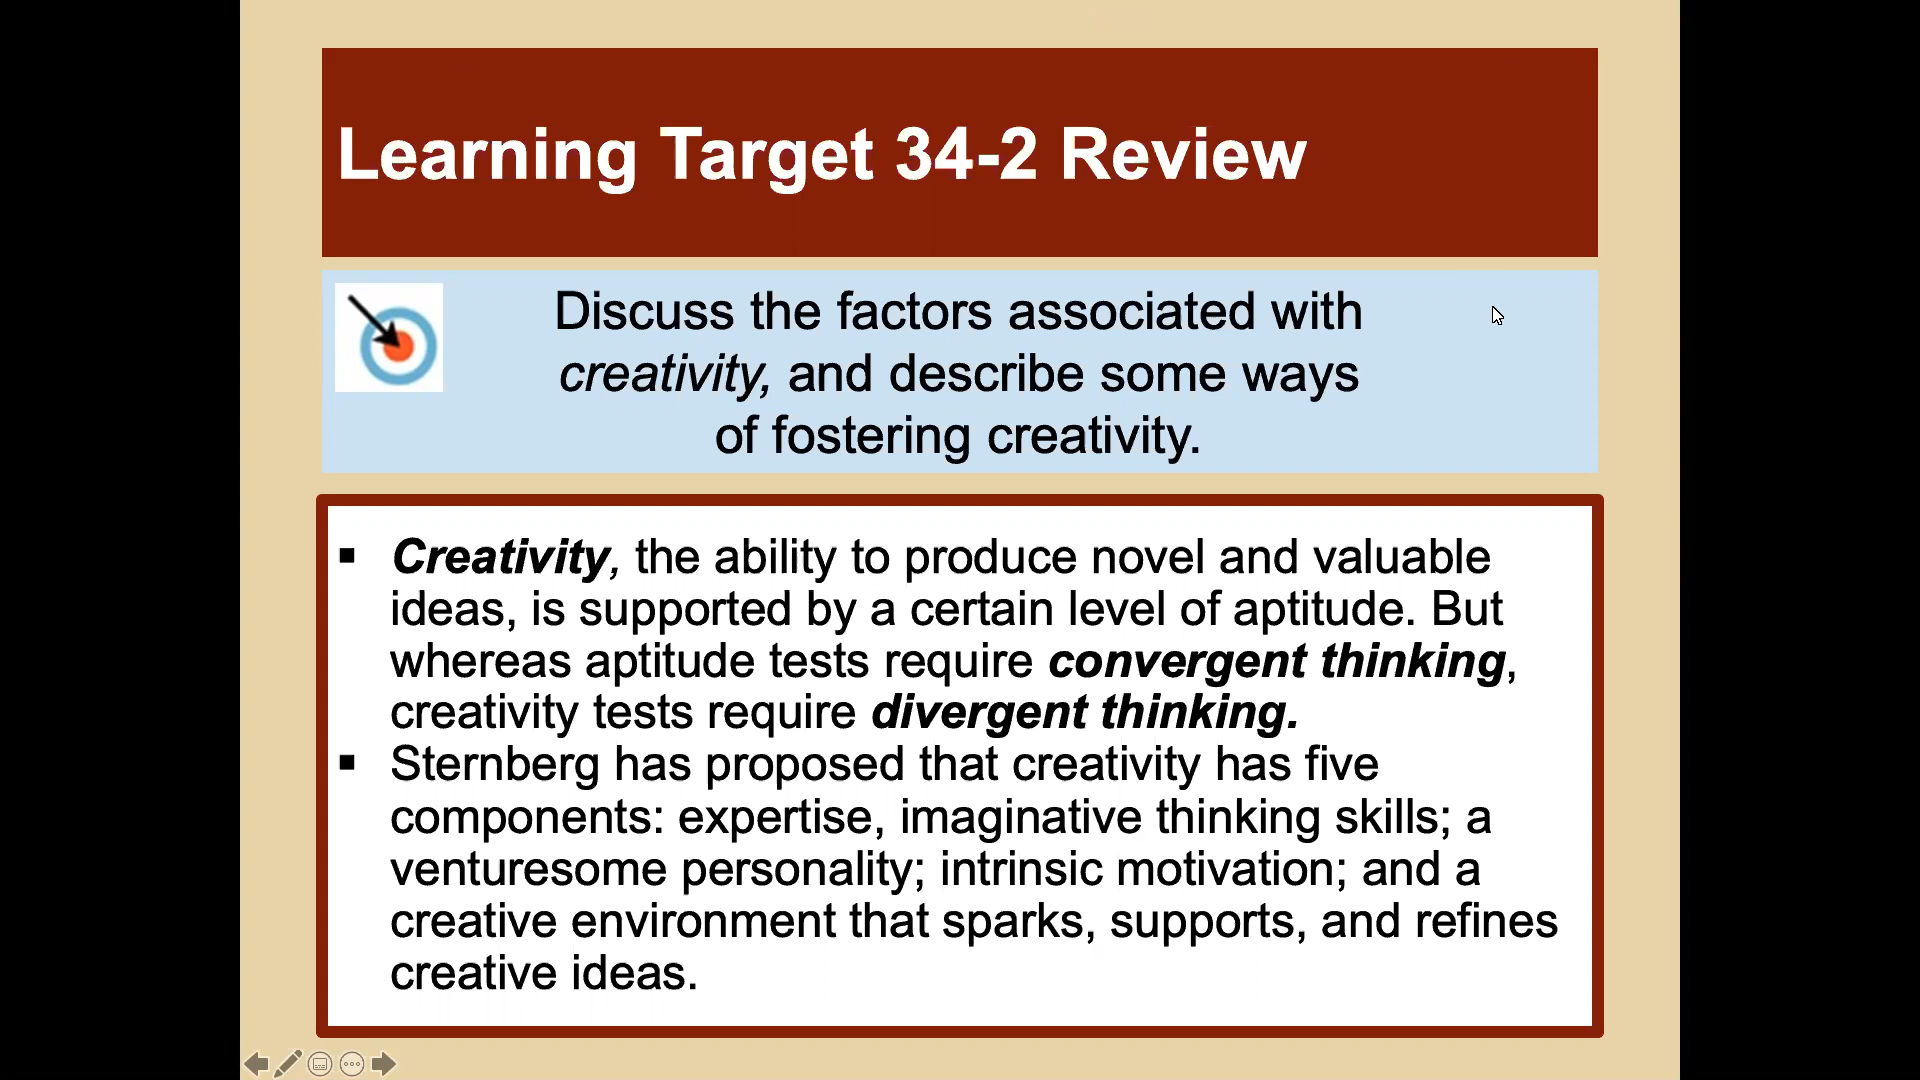 Learning Target 34-2 Review
Discuss the factors associated with
creativity, and describe some ways
of fostering creativity.
▪ Creativity, the ability to produce novel and valuable
ideas, is supported by a certain level of aptitude. But
whereas aptitude tests require convergent thinking,
creativity tests require divergent thinking.
▪ Sternberg has proposed that creativity has five
components: expertise, imaginative thinking skills; a
venturesome personality; intrinsic motivation; and a
creative environment that sparks, supports, and refines
creative ideas.